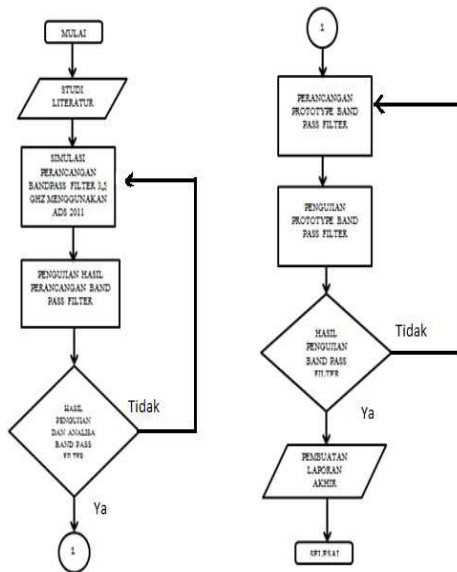 MULAI
STUDI
LITERATUR
SIMULASI
PERANCANGAN
BANDPASS FILTER 3,5
GHZ MENGGUNAKAN
ADS 2011
PENGUJIAN HASIL
PERANCANGAN BAND
PASS FILTER
HASIL
PENGUJIAN
DAN ANALISA
BAND PASS
FILTER
Tidak
Ya
1
1
PERANCANGAN
PROTOTYPE BAND
PASS FILTER
PENGUJIAN
PROTOTYPE BAND
PASS FILTER
HASIL
PENGUJIAN
BAND PASS
FILTER
Tidak
Ya
PEMBUATAN
LAPORAN
AKHIR
SELESAI